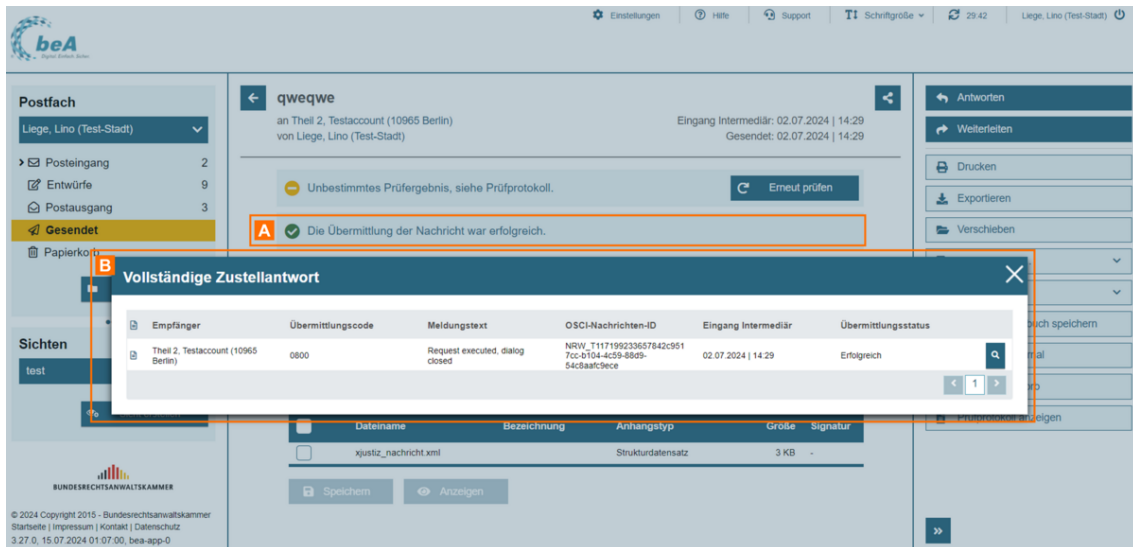 Einstellungen
Hilfe
Support
Schriftgröße
29:42
Liege, Lino (Test-Stadt)
beA
Digital. Einfach. Sicher.
Postfach
Liege, Lino (Test-Stadt)
Posteingang 2
Entwürfe 9
Postausgang 3
Gesendet
Papierkorb
Sichten
test
BUNDESRECHTSANWALTSKAMMER
© 2024 Copyright 2015 - Bundesrechtsanwaltskammer
Startseite | Impressum | Kontakt | Datenschutz
3.27.0, 15.07.2024 01:07:00, bea-app-0
qweqwe
an Theil 2, Testaccount (10965 Berlin)
von Liege, Lino (Test-Stadt)
Eingang Intermediär: 02.07.2024 | 14:29
Gesendet: 02.07.2024 | 14:29
Unbestimmtes Prüfergebnis, siehe Prüfprotokoll.
Erneut prüfen
A
Die Übermittlung der Nachricht war erfolgreich.
B
Vollständige Zustellantwort
Empfänger Übermittlungscode Meldungstext OSCI-Nachrichten-ID Eingang Intermediär Übermittlungsstatus
Theil 2, Testaccount (10965
Berlin)
0800
Request executed, dialog
closed
NRW_T117199233657842c951
7cc-b104-4c59-88d9-
54c8aafc9ece
02.07.2024 | 14:29
Erfolgreich
1
Dateiname Bezeichnung Anhangstyp Größe Signatur
xjustiz_nachricht.xml Strukturdatensatz 3 KB -
Speichern
Anzeigen
Antworten
Weiterleiten
Drucken
Exportieren
Verschieben
speichern
Prüfprotokoll anzeigen